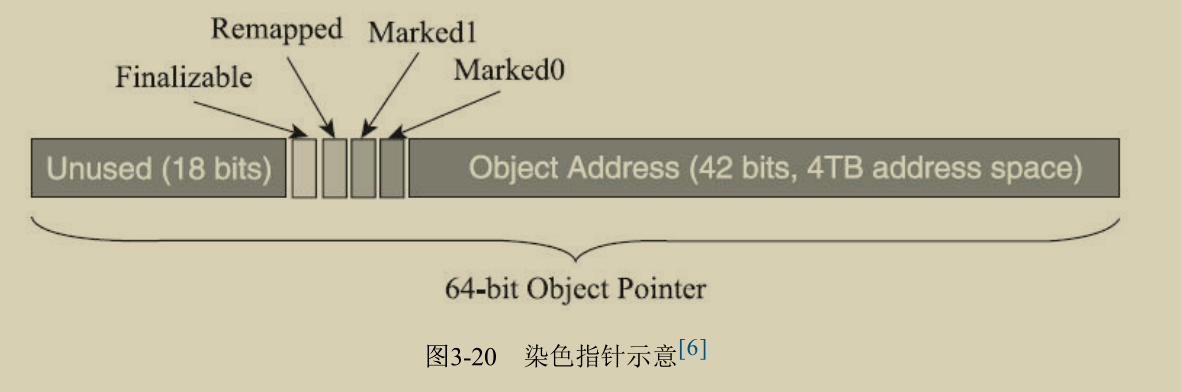 Remapped Marked1
Finalizable
Marked0
Unused (18 bits)
Object Address (42 bits, 4TB address space)
64-bit Object Pointer
图3-20 染色指针示意[6]